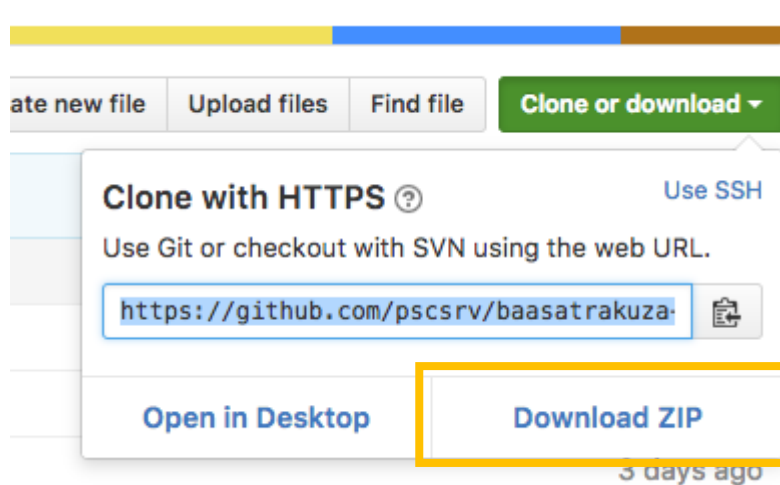 ate new file Upload files Find file Clone or download
Clone with HTTPS ? Use SSH
Use Git or checkout with SVN using the web URL.
https://github.com/pscsrv/baasatrakuza-
Open in Desktop Download ZIP
3 days ago